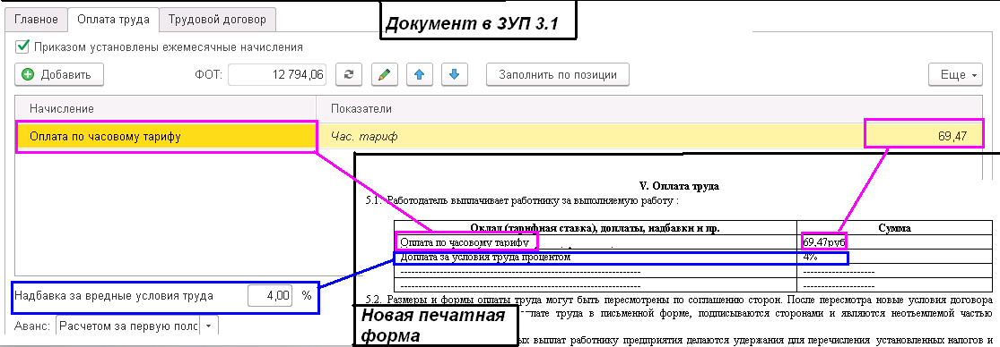 Главное Оплата труда Трудовой договор
Документ в ЗУП 3.1
Приказом установлены ежемесячные начисления
Добавить ФОТ: 12 794,06 Заполнить по позиции Еще
Начисление Показатели
Оплата по часовому тарифу Час. тариф 69,47
V. Оплата труда
5.1. Работодатель выплачивает работнику за выполняемую работу :
Оклад (тарифная ставка), доплаты, надбавки и пр. Сумма
Оплата по часовому тарифу 69,47руб
Доплата за условия труда процентом 4%
Надбавка за вредные условия труда 4,00 %
5.2. Размеры и формы оплаты труда могут быть пересмотрены по соглашению сторон. После пересмотра новые условия договора
плате труда в письменной форме, подписываются сторонами и являются неотъемлемой частью
Новая печатная
форма
Аванс: Расчетом за первую поло
ых выплат работнику предприятия делаются удержания для перечисления установленных налогов и